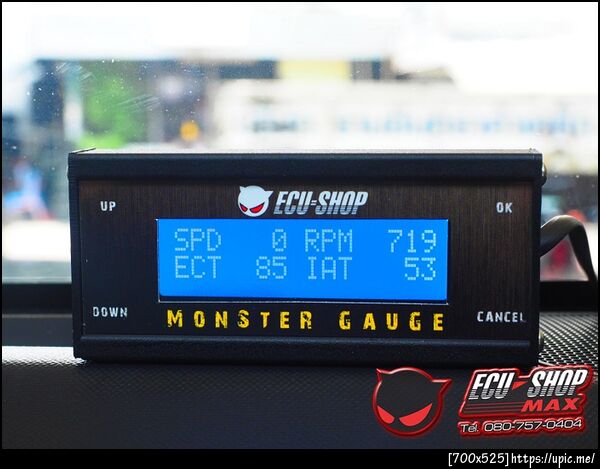 ECU=SHOP
UP
OK
SPD 0 RPM 719
ECT 85 IAT 53
DOWN
CANCEL
MONSTER GAUGE
ECU=SHOP
MAX
Tel. 080-757-0404
[700x525]https://upic.me/